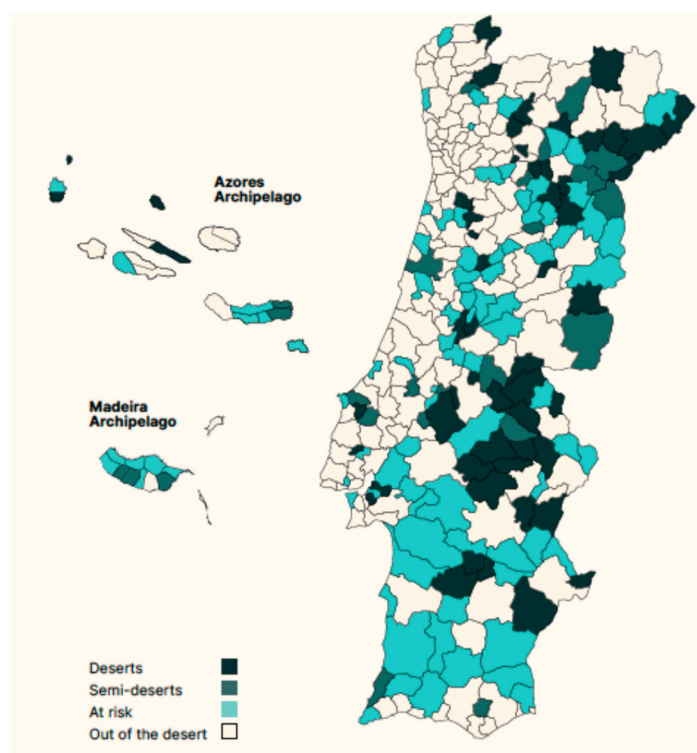 Azores
Archipelago
Madeira
Archipelago
Deserts
Semi-deserts
At risk
Out of the desert